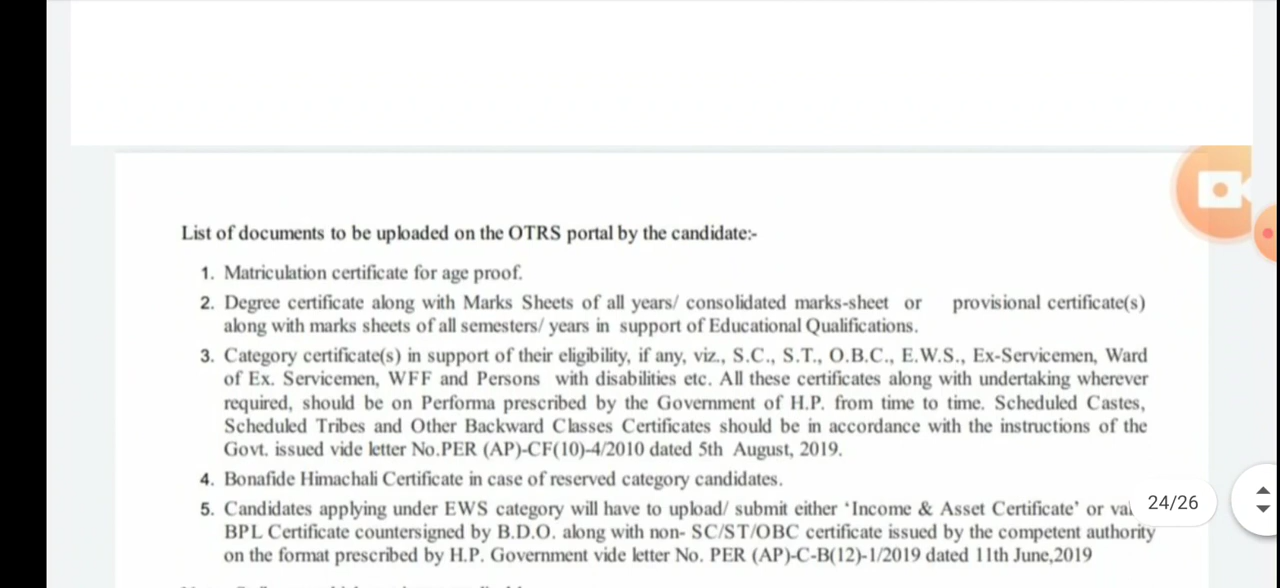 List of documents to be uploaded on the OTRS portal by the candidate:-
1. Matriculation certificate for age proof.
2. Degree certificate along with Marks Sheets of all years/ consolidated marks-sheet or provisional certificate(s)
along with marks sheets of all semesters/ years in support of Educational Qualifications.
3. Category certificate(s) in support of their eligibility, if any, viz., S.C., S.T., O.B.C., E.W.S., Ex-Servicemen, Ward
of Ex. Servicemen, WFF and Persons with disabilities etc. All these certificates along with undertaking wherever
required, should be on Performa prescribed by the Government of H.P. from time to time. Scheduled Castes,
Scheduled Tribes and Other Backward Classes Certificates should be in accordance with the instructions of the
Govt. issued vide letter No.PER (AP)-CF(10)-4/2010 dated 5th August, 2019.
4. Bonafide Himachali Certificate in case of reserved category candidates.
5. Candidates applying under EWS category will have to upload/ submit either ‘Income & Asset Certificate’ or
24/26
BPL Certificate countersigned by B.D.O. along with non- SC/ST/OBC certificate issued by the competent authority
on the format prescribed by H.P. Government vide letter No. PER (AP)-C-B(12)-1/2019 dated 11th June,2019